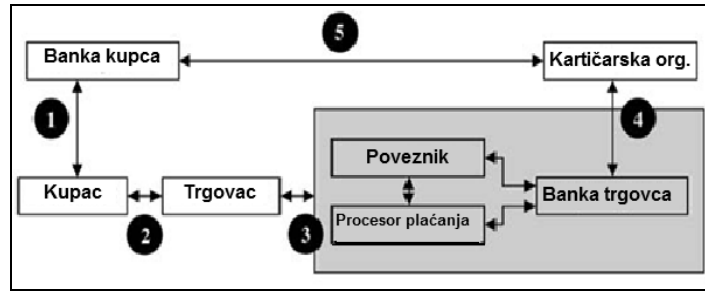 5
Banka kupca
Kartičarska org.
1
4
Poveznik
Kupac
Trgovac
Banka trgovca
Procesor plaćanja
2
3